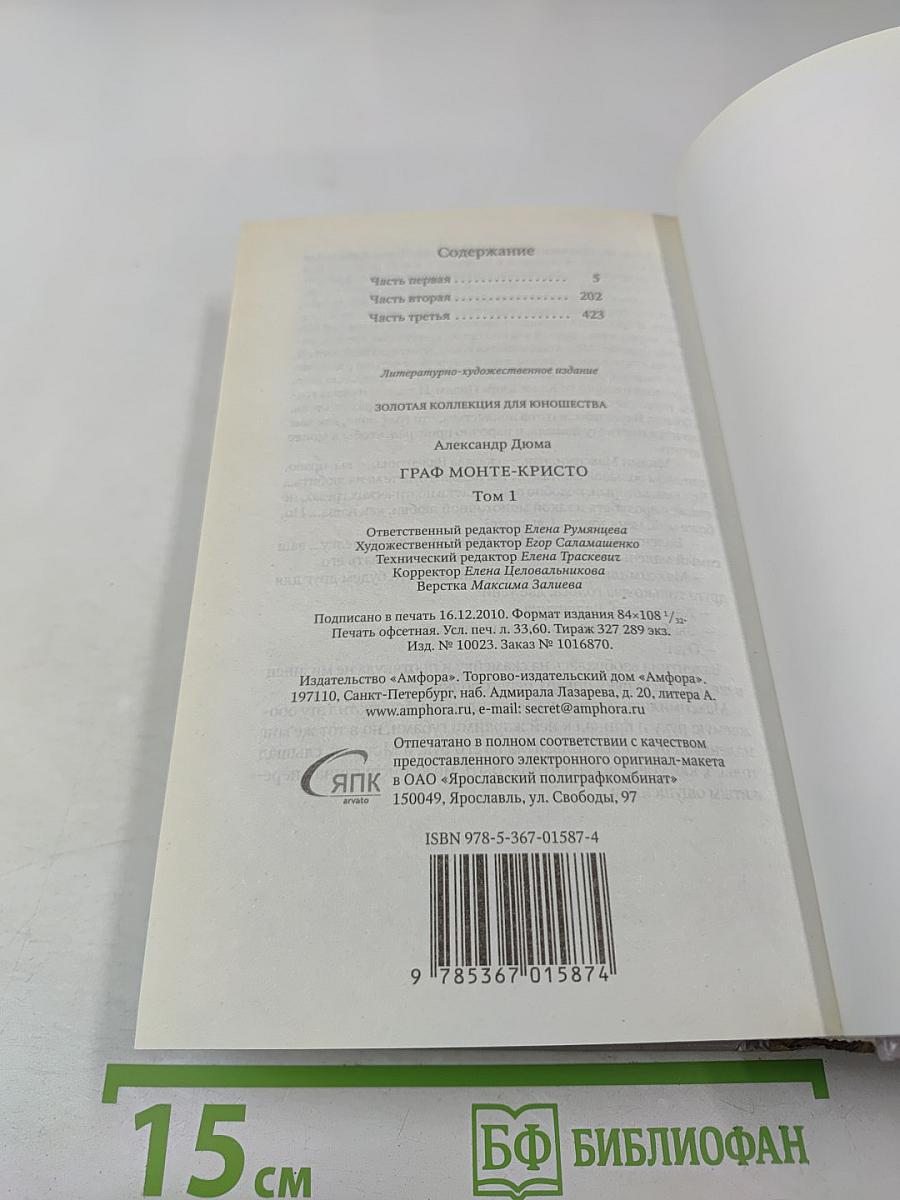 Содержание
Часть первая ................. 5
Часть вторая ................. 202
Часть третья ................. 423
Литературно-художественное издание
ЗОЛОТАЯ КОЛЛЕКЦИЯ ДЛЯ ЮНОШЕСТВА
Александр Дюма
ГРАФ МОНТЕ-КРИСТО
Том 1
Ответственный редактор Елена Румянцева
Художественный редактор Егор Саламашенко
Технический редактор Елена Траскевич
Корректор Елена Целовальникова
Верстка Максима Залиева
Подписано в печать 16.12.2010. Формат издания 84×108 1/32.
Печать офсетная. Усл. печ. л. 33,60. Тираж 327 289 экз.
Изд. № 10023. Заказ № 1016870.
Издательство «Амфора». Торгово-издательский дом «Амфора».
197110, Санкт-Петербург, наб. Адмирала Лазарева, д. 20, литера А.
www.amphora.ru, e-mail: secret@amphora.ru
ЯПК
arvato
Отпечатано в полном соответствии с качеством
предоставленного электронного оригинал-макета
в ОАО «Ярославский полиграфкомбинат»
150049, Ярославль, ул. Свободы, 97
ISBN 978-5-367-01587-4
9 785367 015874
15 см
БФ БИБЛИОФАН